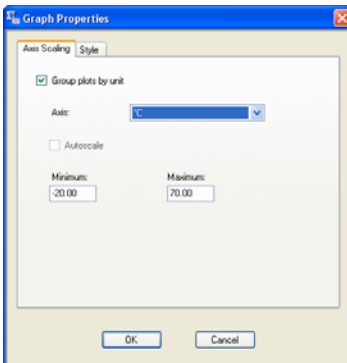 Graph Properties
Axis Scaling Style
Group plots by unit
Axis: °C
Autoscale
Minimum: Maximum:
-20.00 70.00
OK Cancel